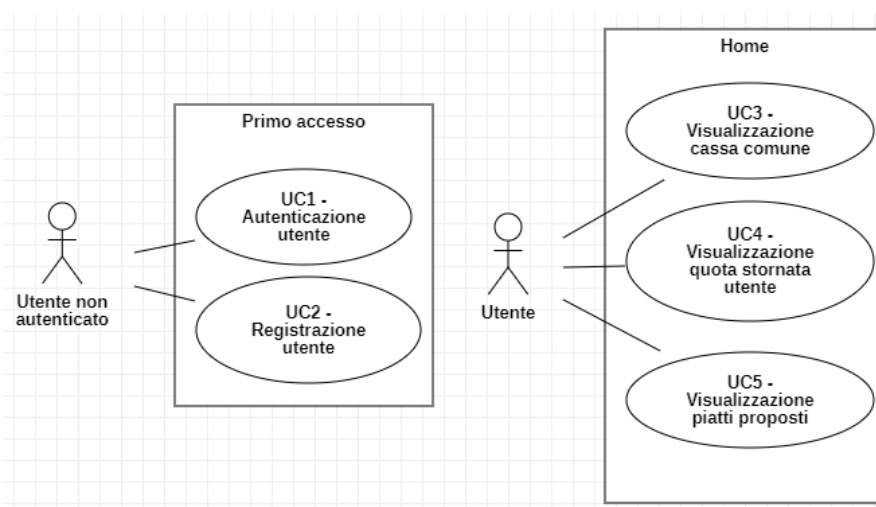 Primo accesso
UC1 -
Autenticazione
utente
UC2 -
Registrazione
utente
Utente non
autenticato
Home
UC3 -
Visualizzazione
cassa comune
UC4 -
Visualizzazione
quota stornata
utente
UC5 -
Visualizzazione
piatti proposti
Utente